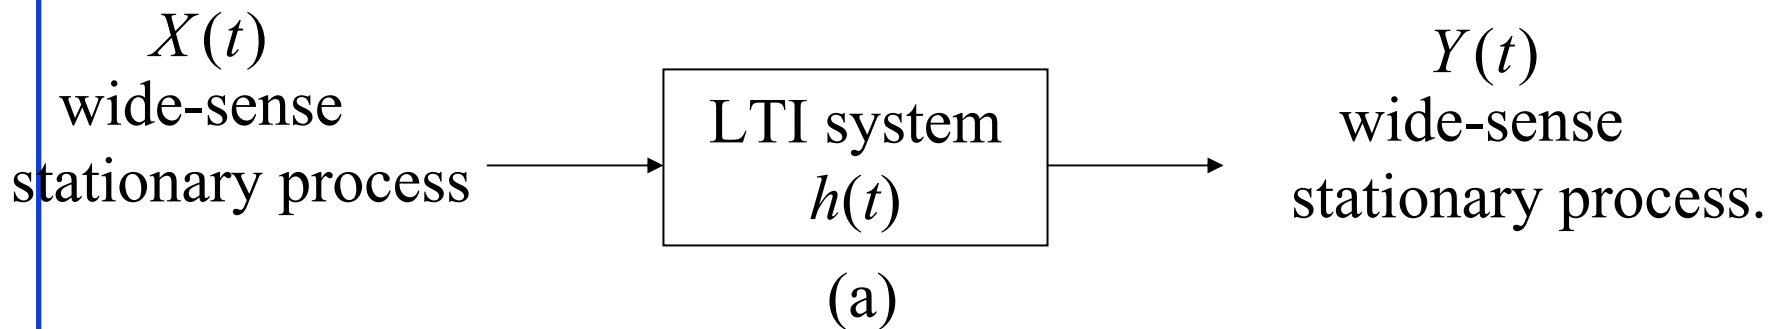 X(t)
wide-sense
stationary process
LTI system
h(t)
Y(t)
wide-sense
stationary process.
(a)